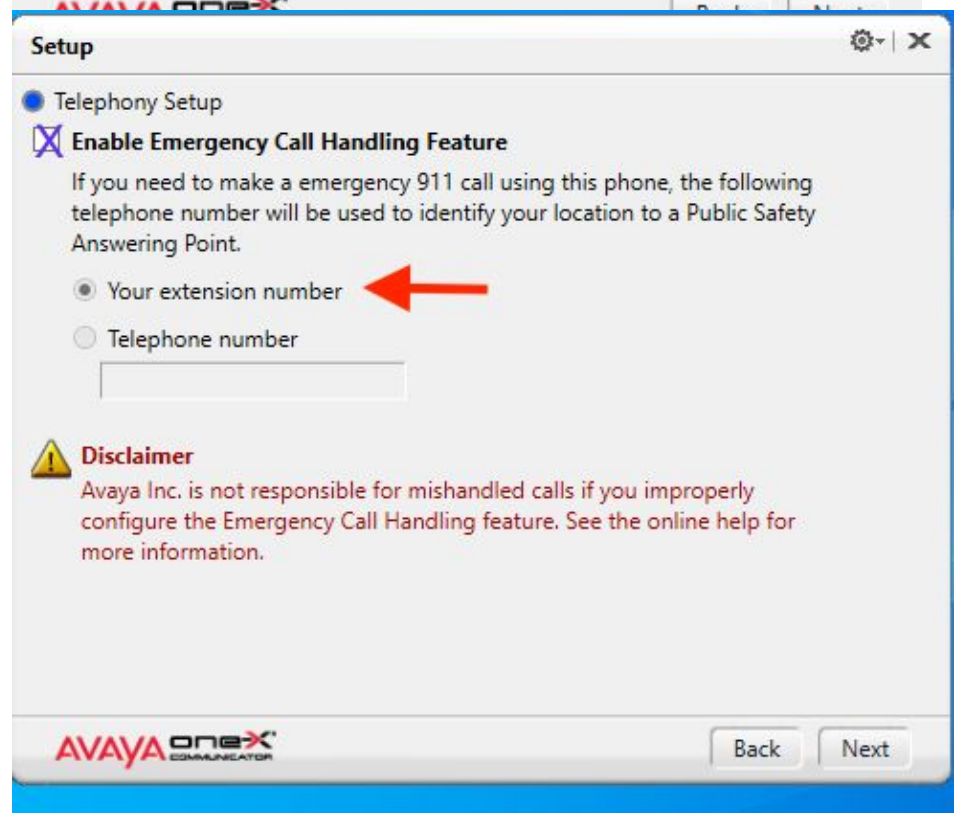 AVAYA one-X
Setup
Telephony Setup
Enable Emergency Call Handling Feature
If you need to make a emergency 911 call using this phone, the following
telephone number will be used to identify your location to a Public Safety
Answering Point.
Your extension number
Telephone number
Disclaimer
Avaya Inc. is not responsible for mishandled calls if you improperly
configure the Emergency Call Handling feature. See the online help for
more information.
AVAYA one-X
COMMUNICATOR
Back
Next